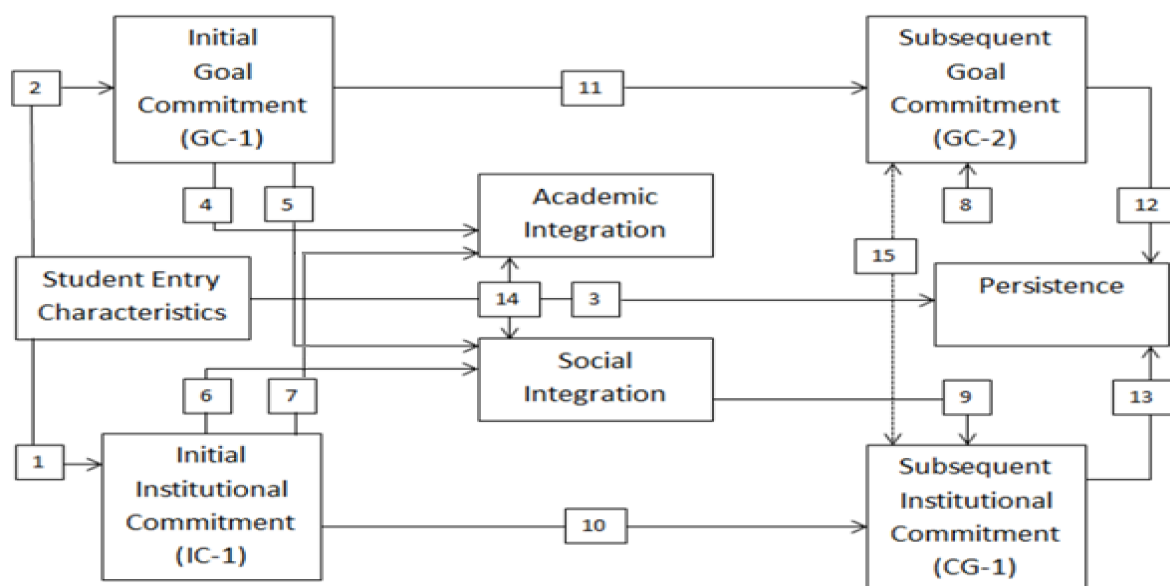 Initial
Goal
Commitment
(GC-1)
Subsequent
Goal
Commitment
(GC-2)
2
11
4
5
8
12
Academic
Integration
15
Student Entry
Characteristics
14
3
Persistence
Social
Integration
6
7
9
13
1
Initial
Institutional
Commitment
(IC-1)
10
Subsequent
Institutional
Commitment
(CG-1)